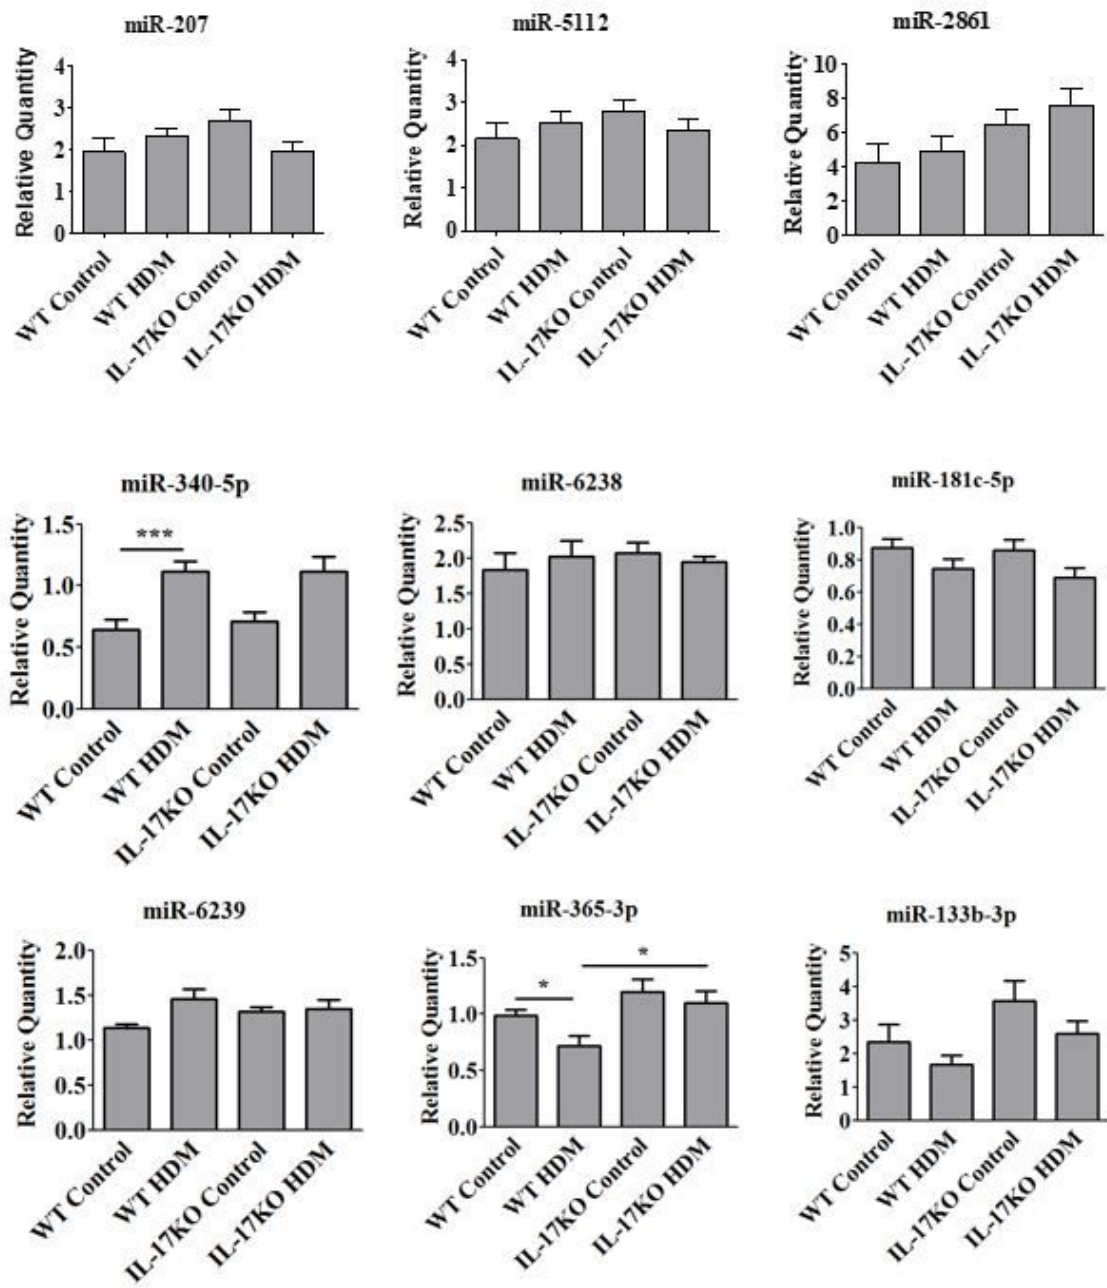 miR-207
miR-5112
miR-2861
Relative Quantity
4
3
2
1
0
WT Control
WT HDM
IL-17KO Control
IL-17KO HDM
Relative Quantity
4
3
2
1
0
WT Control
WT HDM
IL-17KO Control
IL-17KO HDM
Relative Quantity
10
8
6
4
2
0
WT Control
WT HDM
IL-17KO Control
IL-17KO HDM
miR-340-5p
miR-6238
miR-181c-5p
Relative Quantity
1.5
1.0
0.5
0.0
***
WT Control
WT HDM
IL-17KO Control
IL-17KO HDM
Relative Quantity
2.5
2.0
1.5
1.0
0.5
0.0
WT Control
WT HDM
IL-17KO Control
IL-17KO HDM
Relative Quantity
1.0
0.8
0.6
0.4
0.2
0.0
WT Control
WT HDM
IL-17KO Control
IL-17KO HDM
miR-6239
miR-365-3p
miR-133b-3p
Relative Quantity
2.0
1.5
1.0
0.5
0.0
WT Control
WT HDM
IL-17KO Control
IL-17KO HDM
Relative Quantity
1.5
1.0
0.5
0.0
*
*
WT Control
WT HDM
IL-17KO Control
IL-17KO HDM
Relative Quantity
5
4
3
2
1
0
WT Control
WT HDM
IL-17KO Control
IL-17KO HDM